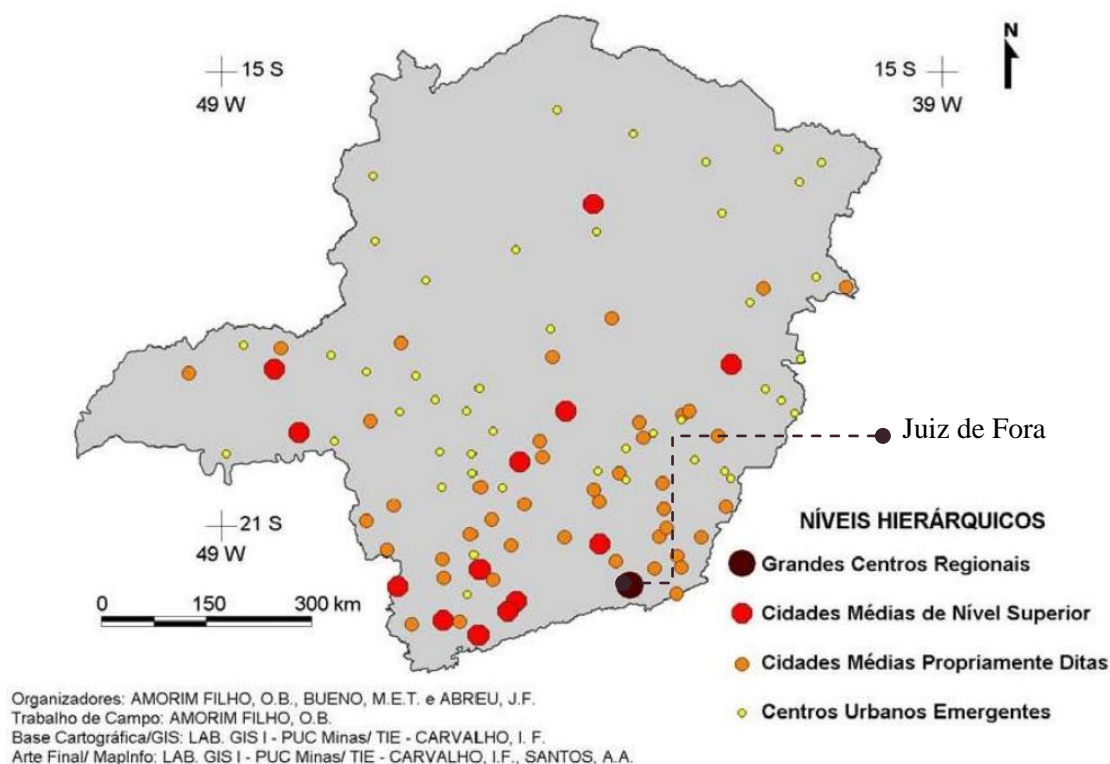 15 S
49 W
15 S
39 W
N
Juiz de Fora
21 S
49 W
0 150 300 km
NÍVEIS HIERÁRQUICOS
Grandes Centros Regionais
Cidades Médias de Nível Superior
Cidades Médias Propriamente Ditas
Centros Urbanos Emergentes
Organizadores: AMORIM FILHO, O.B., BUENO, M.E.T. e ABREU, J.F.
Trabalho de Campo: AMORIM FILHO, O.B.
Base Cartográfica/GIS: LAB. GIS I - PUC Minas/ TIE - CARVALHO, I. F.
Arte Final/ MapInfo: LAB. GIS I - PUC Minas/ TIE - CARVALHO, I.F., SANTOS, A.A.